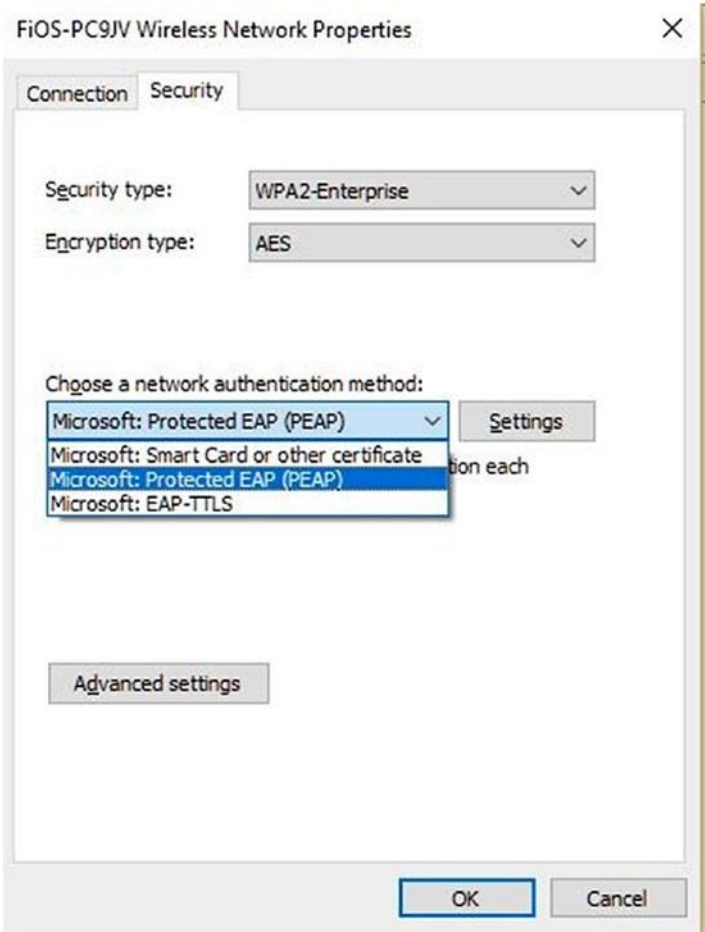 FiOS-PC9JV Wireless Network Properties
Connection Security
Security type: WPA2-Enterprise
Encryption type: AES
Choose a network authentication method:
Microsoft: Protected EAP (PEAP) Settings
Microsoft: Smart Card or other certificate
tion each
Microsoft: Protected EAP (PEAP)
Microsoft: EAP-TTLS
Advanced settings
OK Cancel